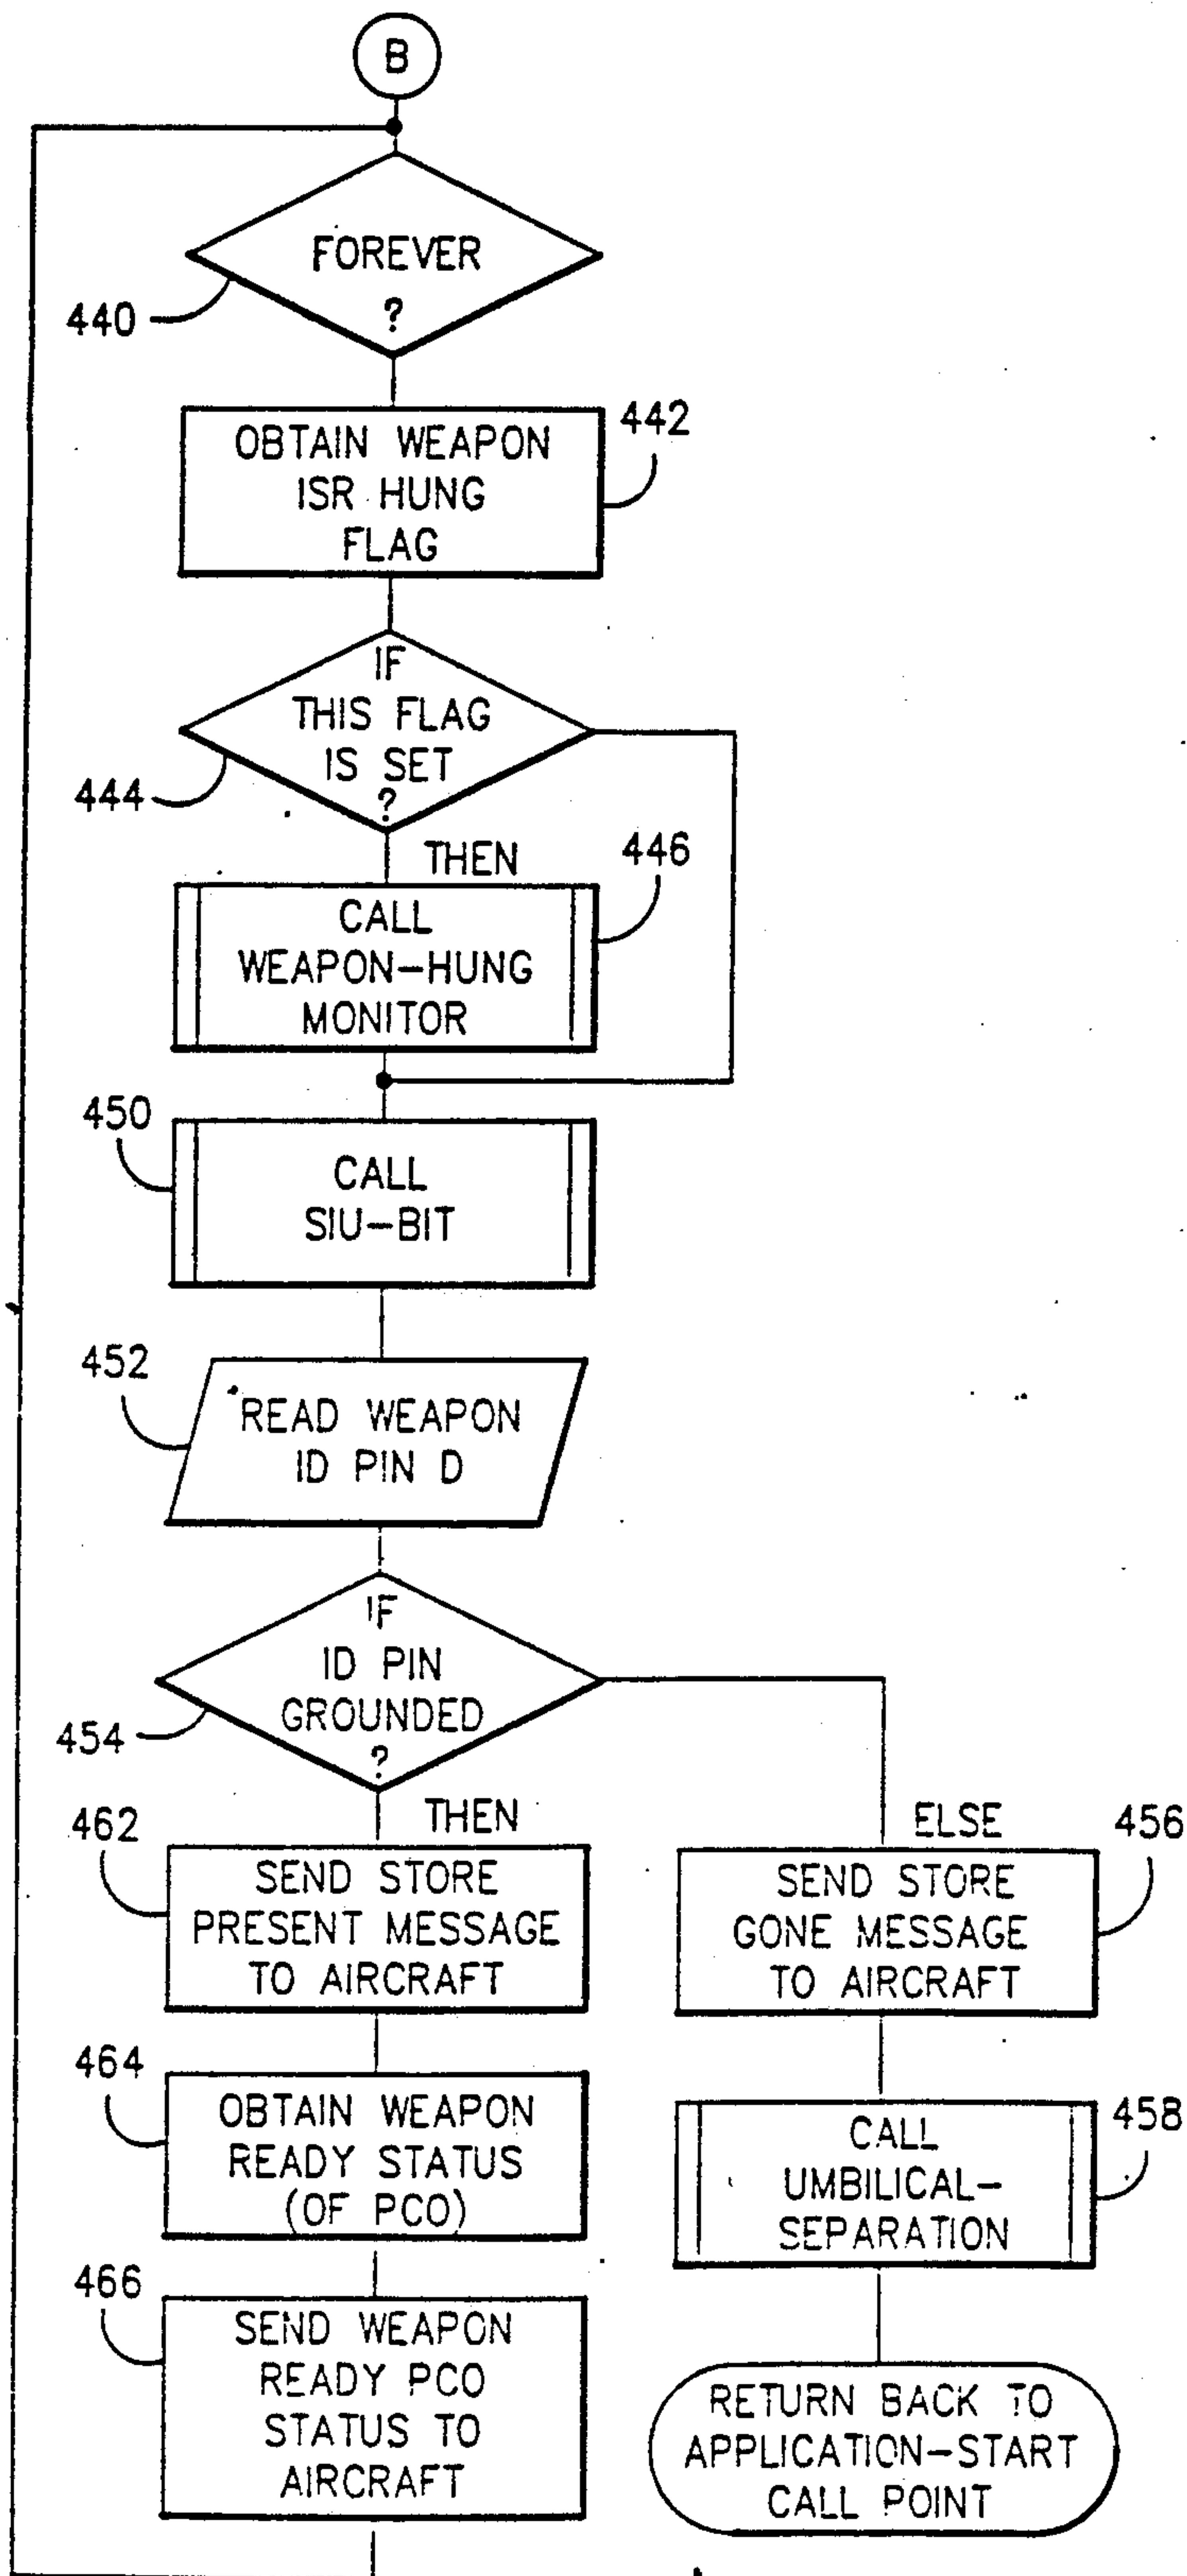 B
FOREVER
?
440
OBTAIN WEAPON
ISR HUNG
FLAG
442
IF
THIS FLAG
IS SET
?
444
THEN
446
CALL
WEAPON-HUNG
MONITOR
450
CALL
SIU-BIT
452
READ WEAPON
ID PIN D
IF
ID PIN
GROUNDED
?
454
THEN
462
SEND STORE
PRESENT MESSAGE
TO AIRCRAFT
464
OBTAIN WEAPON
READY STATUS
(OF PCO)
466
SEND WEAPON
READY PCO
STATUS TO
AIRCRAFT
ELSE
456
SEND STORE
GONE MESSAGE
TO AIRCRAFT
458
CALL
UMBILICAL-
SEPARATION
RETURN BACK TO
APPLICATION-START
CALL POINT